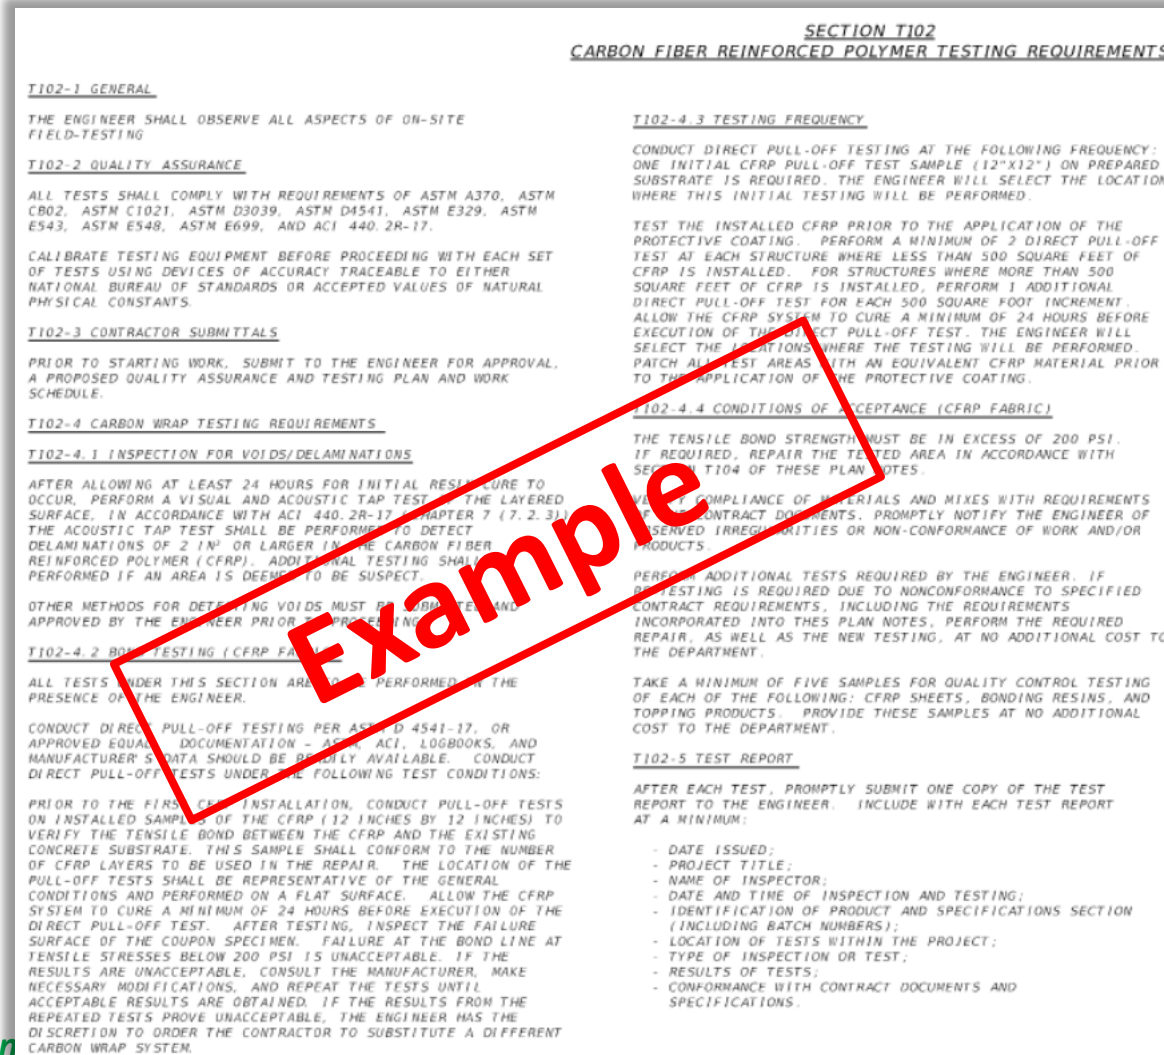 SECTION T102
CARBON FIBER REINFORCED POLYMER TESTING REQUIREMENTS
T102-1 GENERAL
THE ENGINEER SHALL OBSERVE ALL ASPECTS OF ON-SITE
FIELD-TESTING
T102-2 QUALITY ASSURANCE
ALL TESTS SHALL COMPLY WITH REQUIREMENTS OF ASTM A370, ASTM
C802, ASTM C1021, ASTM D3039, ASTM D4541, ASTM E329, ASTM
E543, ASTM E548, ASTM E699, AND ACI 440.2R-17.
CALIBRATE TESTING EQUIPMENT BEFORE PROCEEDING WITH EACH SET
OF TESTS USING DEVICES OF ACCURACY TRACEABLE TO EITHER
NATIONAL BUREAU OF STANDARDS OR ACCEPTED VALUES OF NATURAL
PHYSICAL CONSTANTS.
T102-3 CONTRACTOR SUBMITTALS
PRIOR TO STARTING WORK, SUBMIT TO THE ENGINEER FOR APPROVAL,
A PROPOSED QUALITY ASSURANCE AND TESTING PLAN AND WORK
SCHEDULE.
T102-4 CARBON WRAP TESTING REQUIREMENTS
T102-4.1 INSPECTION FOR VOIDS/DELAMINATIONS
AFTER ALLOWING AT LEAST 24 HOURS FOR INITIAL RESIN CURE TO
OCCUR, PERFORM A VISUAL AND ACOUSTIC TAP TEST OF THE LAYERED
SURFACE, IN ACCORDANCE WITH ACI 440.2R-17 CHAPTER 7 (7.2.3)
THE ACOUSTIC TAP TEST SHALL BE PERFORMED TO DETECT
DELAMINATIONS OF 2 IN² OR LARGER IN THE CARBON FIBER
REINFORCED POLYMER (CFRP). ADDITIONAL TESTING SHALL
PERFORMED IF AN AREA IS DEEMED TO BE SUSPECT.
OTHER METHODS FOR DETECTING VOIDS MUST BE SUBMITTED AND
APPROVED BY THE ENGINEER PRIOR TO PROCEEDING
T102-4.2 BOND TESTING (CFRP FABRIC)
ALL TESTS UNDER THIS SECTION ARE TO BE PERFORMED IN THE
PRESENCE OF THE ENGINEER.
CONDUCT DIRECT PULL-OFF TESTING PER ASTM D 4541-17, OR
APPROVED EQUAL. DOCUMENTATION - ASTM, ACI, LOGBOOKS, AND
MANUFACTURER'S DATA SHOULD BE READILY AVAILABLE. CONDUCT
DIRECT PULL-OFF TESTS UNDER THE FOLLOWING TEST CONDITIONS:
PRIOR TO THE FIRST CFRP INSTALLATION, CONDUCT PULL-OFF TESTS
ON INSTALLED SAMPLES OF THE CFRP (12 INCHES BY 12 INCHES) TO
VERIFY THE TENSILE BOND BETWEEN THE CFRP AND THE EXISTING
CONCRETE SUBSTRATE. THIS SAMPLE SHALL CONFORM TO THE NUMBER
OF CFRP LAYERS TO BE USED IN THE REPAIR. THE LOCATION OF THE
PULL-OFF TESTS SHALL BE REPRESENTATIVE OF THE GENERAL
CONDITIONS AND PERFORMED ON A FLAT SURFACE. ALLOW THE CFRP
SYSTEM TO CURE A MINIMUM OF 24 HOURS BEFORE EXECUTION OF THE
DIRECT PULL-OFF TEST. AFTER TESTING, INSPECT THE FAILURE
SURFACE OF THE COUPON SPECIMEN. FAILURE AT THE BOND LINE AT
TENSILE STRESSES BELOW 200 PSI IS UNACCEPTABLE. IF THE
RESULTS ARE UNACCEPTABLE, CONSULT THE MANUFACTURER, MAKE
NECESSARY MODIFICATIONS, AND REPEAT THE TESTS UNTIL
ACCEPTABLE RESULTS ARE OBTAINED. IF THE RESULTS FROM THE
REPEATED TESTS PROVE UNACCEPTABLE, THE ENGINEER HAS THE
DISCRETION TO ORDER THE CONTRACTOR TO SUBSTITUTE A DIFFERENT
CARBON WRAP SYSTEM.
T102-4.3 TESTING FREQUENCY
CONDUCT DIRECT PULL-OFF TESTING AT THE FOLLOWING FREQUENCY:
ONE INITIAL CFRP PULL-OFF TEST SAMPLE (12"X12") ON PREPARED
SUBSTRATE IS REQUIRED. THE ENGINEER WILL SELECT THE LOCATION
WHERE THIS INITIAL TESTING WILL BE PERFORMED.
TEST THE INSTALLED CFRP PRIOR TO THE APPLICATION OF THE
PROTECTIVE COATING. PERFORM A MINIMUM OF 2 DIRECT PULL-OFF
TEST AT EACH STRUCTURE WHERE LESS THAN 500 SQUARE FEET OF
CFRP IS INSTALLED. FOR STRUCTURES WHERE MORE THAN 500
SQUARE FEET OF CFRP IS INSTALLED, PERFORM 1 ADDITIONAL
DIRECT PULL-OFF TEST FOR EACH 500 SQUARE FOOT INCREMENT.
ALLOW THE CFRP SYSTEM TO CURE A MINIMUM OF 24 HOURS BEFORE
EXECUTION OF THE DIRECT PULL-OFF TEST. THE ENGINEER WILL
SELECT THE LOCATIONS WHERE THE TESTING WILL BE PERFORMED.
PATCH ALL TEST AREAS WITH AN EQUIVALENT CFRP MATERIAL PRIOR
TO THE APPLICATION OF THE PROTECTIVE COATING.
T102-4.4 CONDITIONS OF ACCEPTANCE (CFRP FABRIC)
THE TENSILE BOND STRENGTH MUST BE IN EXCESS OF 200 PSI.
IF REQUIRED, REPAIR THE TESTED AREA IN ACCORDANCE WITH
SECTION T104 OF THESE PLAN NOTES.
VERIFY COMPLIANCE OF MATERIALS AND MIXES WITH REQUIREMENTS
OF THE CONTRACT DOCUMENTS. PROMPTLY NOTIFY THE ENGINEER OF
OBSERVED IRREGULARITIES OR NON-CONFORMANCE OF WORK AND/OR
PRODUCTS.
PERFORM ADDITIONAL TESTS REQUIRED BY THE ENGINEER. IF
RETESTING IS REQUIRED DUE TO NONCONFORMANCE TO SPECIFIED
CONTRACT REQUIREMENTS, INCLUDING THE REQUIREMENTS
INCORPORATED INTO THES PLAN NOTES, PERFORM THE REQUIRED
REPAIR, AS WELL AS THE NEW TESTING, AT NO ADDITIONAL COST TO
THE DEPARTMENT.
TAKE A MINIMUM OF FIVE SAMPLES FOR QUALITY CONTROL TESTING
OF EACH OF THE FOLLOWING: CFRP SHEETS, BONDING RESINS, AND
TOPPING PRODUCTS. PROVIDE THESE SAMPLES AT NO ADDITIONAL
COST TO THE DEPARTMENT.
T102-5 TEST REPORT
AFTER EACH TEST, PROMPTLY SUBMIT ONE COPY OF THE TEST
REPORT TO THE ENGINEER. INCLUDE WITH EACH TEST REPORT
AT A MINIMUM:
- DATE ISSUED;
- PROJECT TITLE;
- NAME OF INSPECTOR;
- DATE AND TIME OF INSPECTION AND TESTING;
- IDENTIFICATION OF PRODUCT AND SPECIFICATIONS SECTION
(INCLUDING BATCH NUMBERS);
- LOCATION OF TESTS WITHIN THE PROJECT;
- TYPE OF INSPECTION OR TEST;
- RESULTS OF TESTS;
- CONFORMANCE WITH CONTRACT DOCUMENTS AND
SPECIFICATIONS.
Example